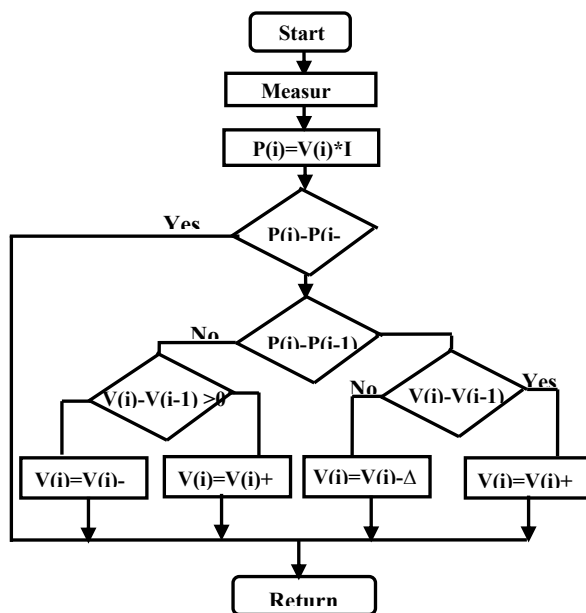 Start
Measur
P(i)=V(i)*I
Yes
P(i)-P(i-
No
P(i)-P(i-1)
V(i)-V(i-1) >0
No
V(i)-V(i-1)
Yes
V(i)=V(i)-
V(i)=V(i)+
V(i)=V(i)-Δ
V(i)=V(i)+
Return